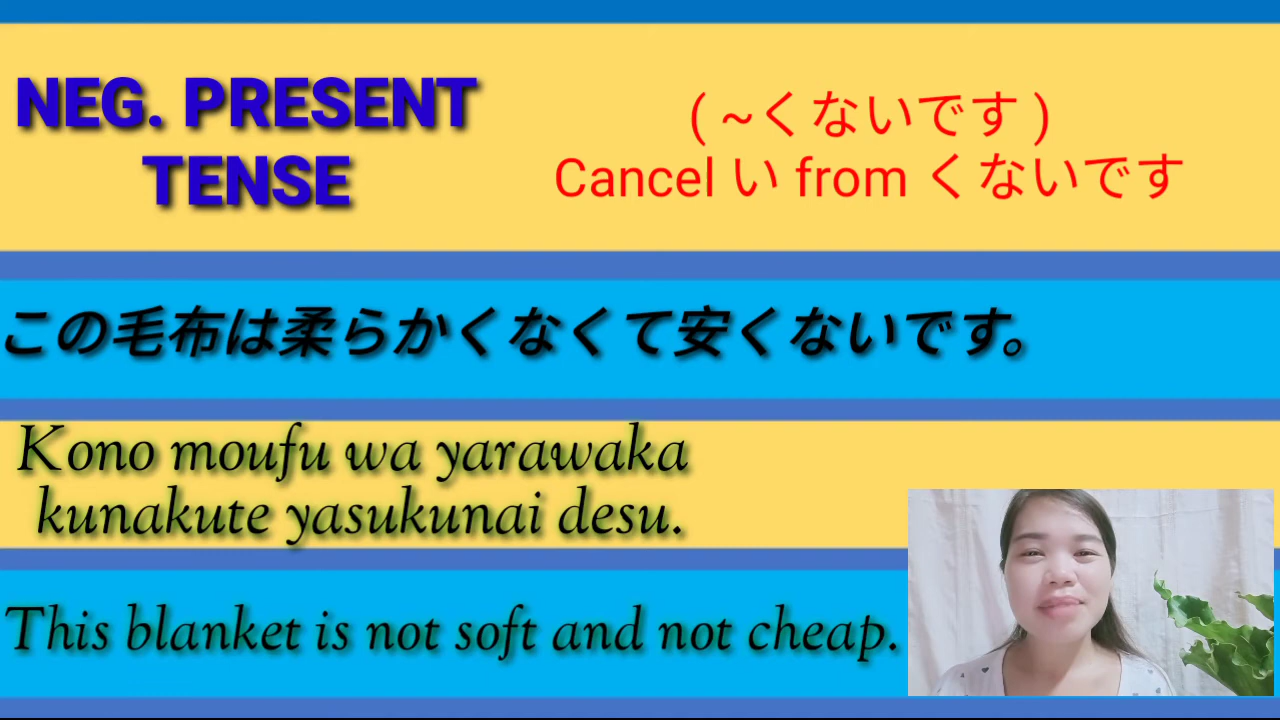 NEG. PRESENT
TENSE
( ~くないです )
Cancel い from くないです
この毛布は柔らかくなくて安くないです。
Kono moufu wa yarawaka
kunakute yasukunai desu.
This blanket is not soft and not cheap.